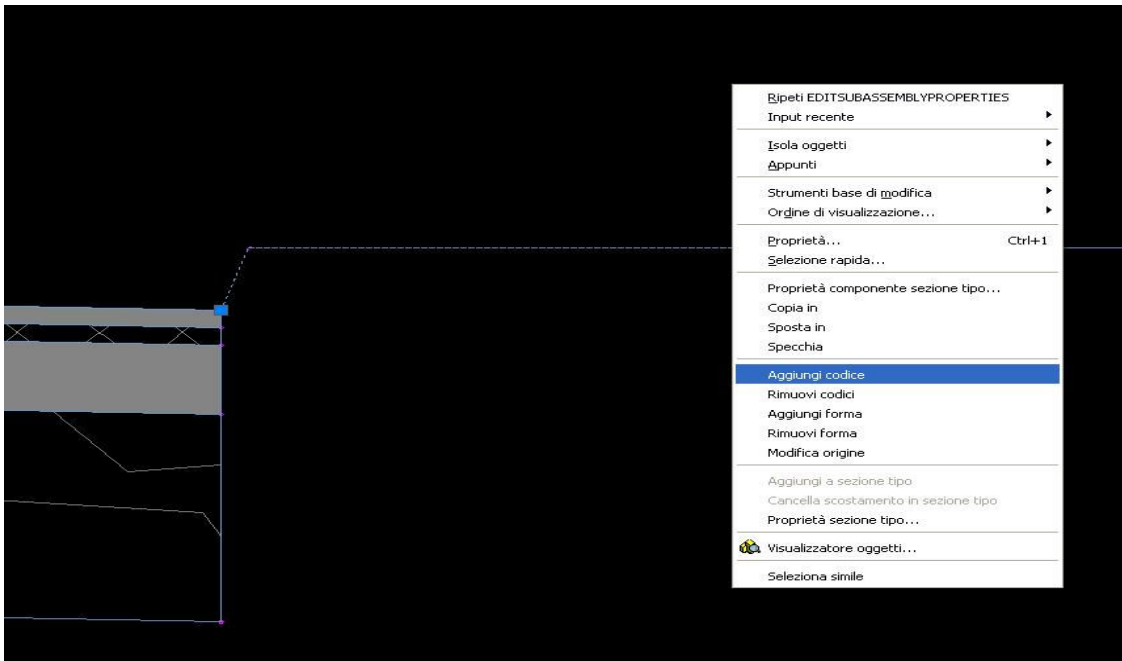 Ripeti EDITSUBASSEMBLYPROPERTIES
Input recente
Isola oggetti
Appunti
Strumenti base di modifica
Ordine di visualizzazione...
Proprietà... Ctrl+1
Selezione rapida...
Proprietà componente sezione tipo...
Copia in
Sposta in
Specchia
Aggiungi codice
Rimuovi codici
Aggiungi forma
Rimuovi forma
Modifica origine
Aggiungi a sezione tipo
Cancella scostamento in sezione tipo
Proprietà sezione tipo...
Visualizzatore oggetti...
Seleziona simile